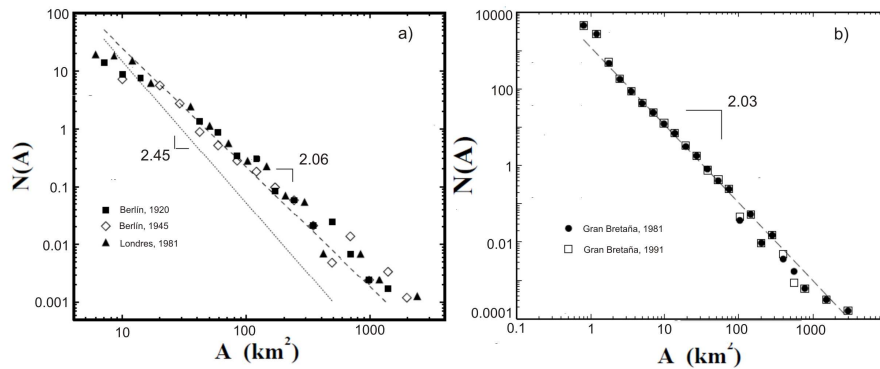 a)
N(A)
100
10
1
0.1
0.01
0.001
2.45
2.06
Berlín, 1920
Berlín, 1945
Londres, 1981
10
100
1000
A (km²)
b)
N(A)
10000
100
1
0.01
0.0001
2.03
Gran Bretaña, 1981
Gran Bretaña, 1991
0.1
1
10
100
1000
A (km²)